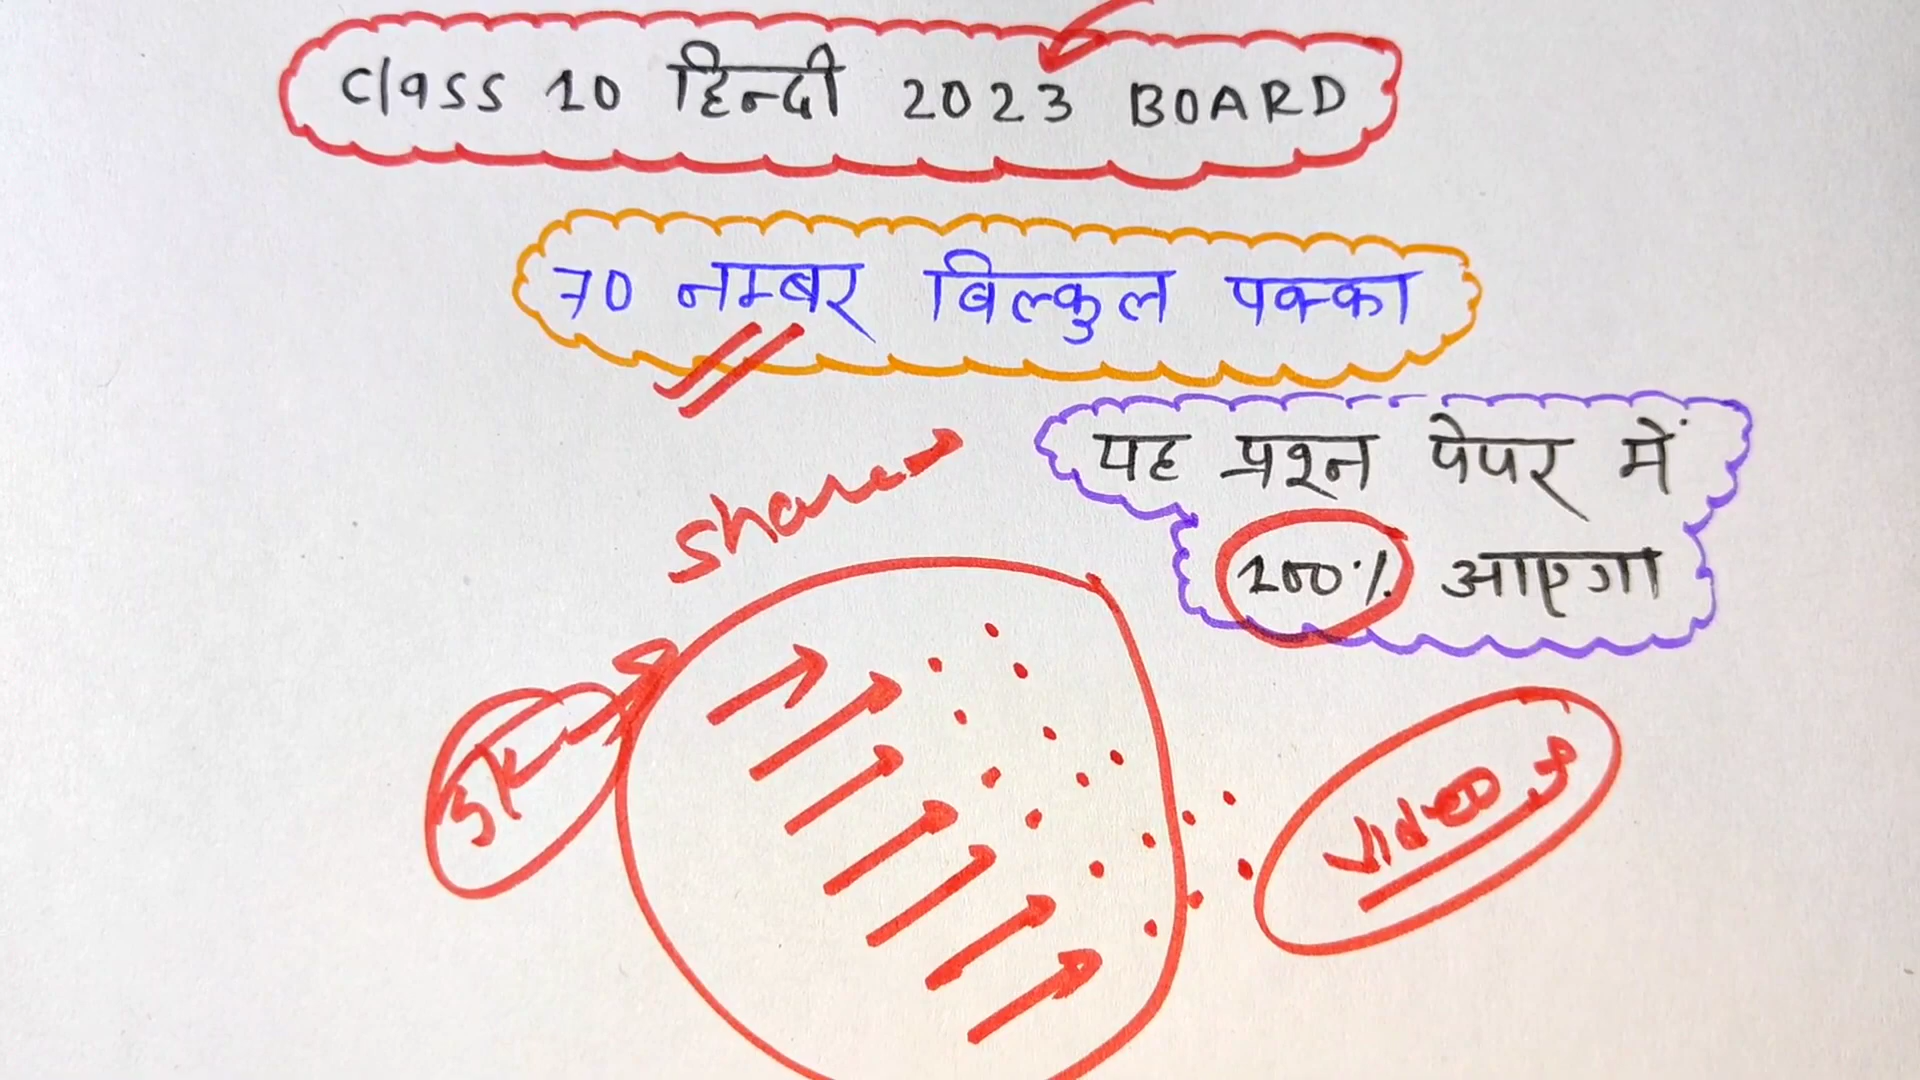 Class 10 हिन्दी 2023 BOARD
70 नम्बर बिल्कुल पक्का
यह प्रश्न पेपर में
100% आएगा
Share
5K
Video